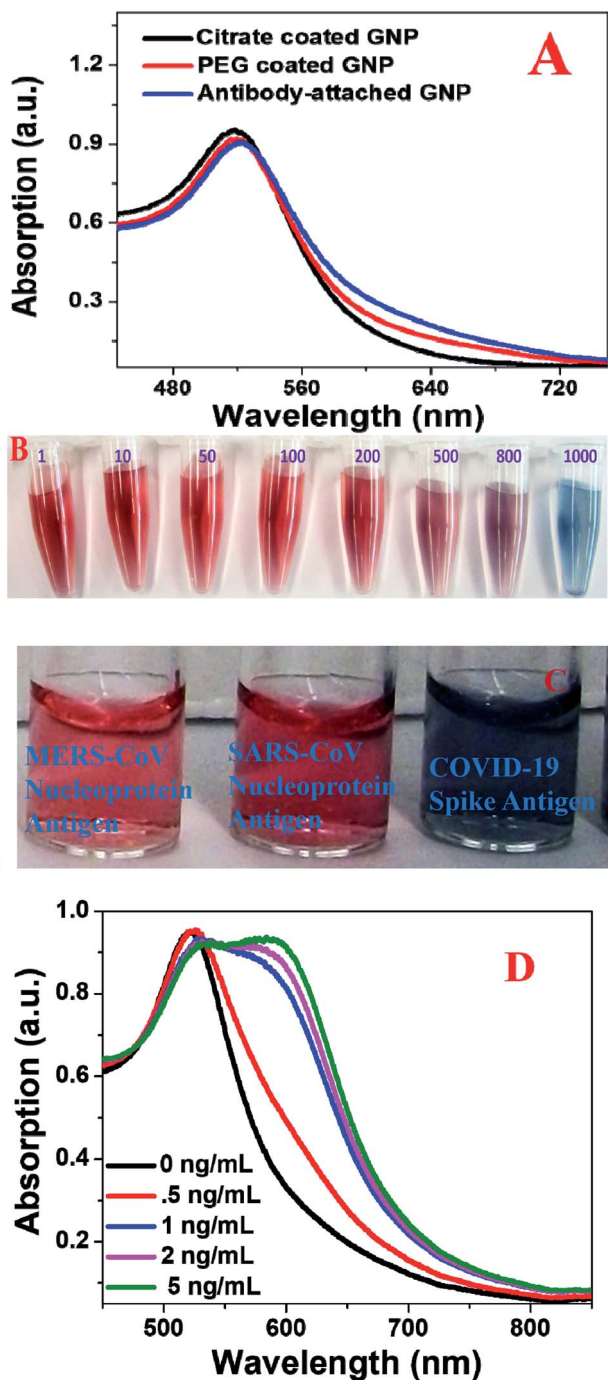 Citrate coated GNP
PEG coated GNP
Antibody-attached GNP
A
Absorption (a.u.)
1.2
0.9
0.6
0.3
480 560 640 720
Wavelength (nm)
B
1 10 50 100 200 500 800 1000
C
MERS-CoV
Nucleoprotein
Antigen
SARS-CoV
Nucleoprotein
Antigen
COVID-19
Spike Antigen
D
Absorption (a.u.)
1.0
0.8
0.6
0.4
0.2
0 ng/mL
.5 ng/mL
1 ng/mL
2 ng/mL
5 ng/mL
500 600 700 800
Wavelength (nm)